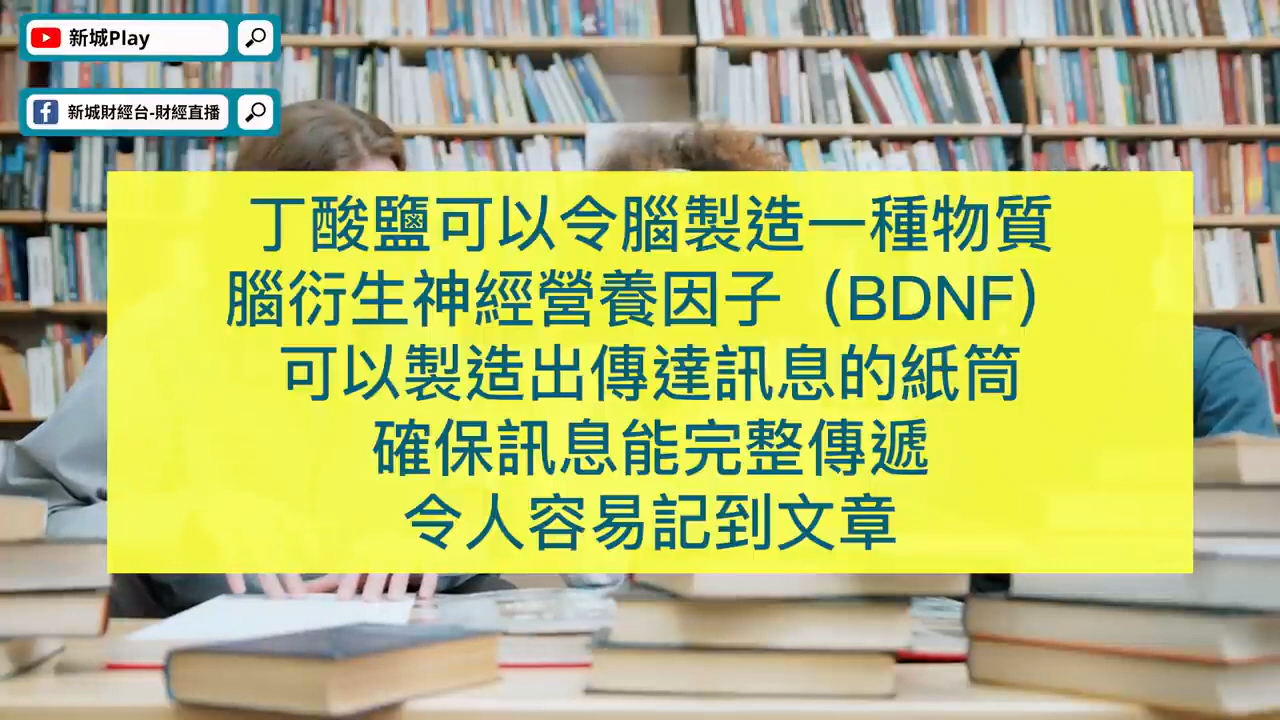 新城Play
新城財經台-財經直播
丁酸鹽可以令腦製造一種物質
腦衍生神經營養因子（BDNF）
可以製造出傳達訊息的紙筒
確保訊息能完整傳遞
令人容易記到文章